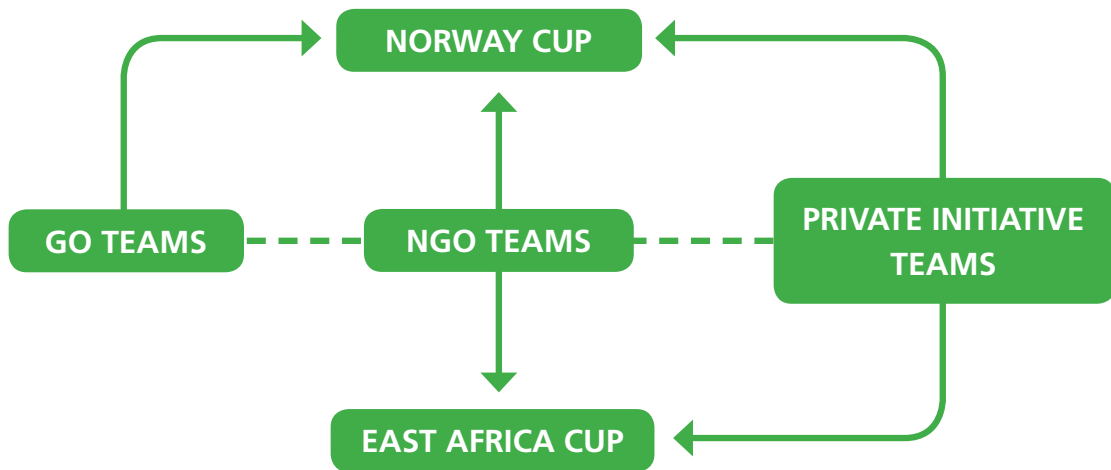 NORWAY CUP
GO TEAMS
NGO TEAMS
PRIVATE INITIATIVE
TEAMS
EAST AFRICA CUP